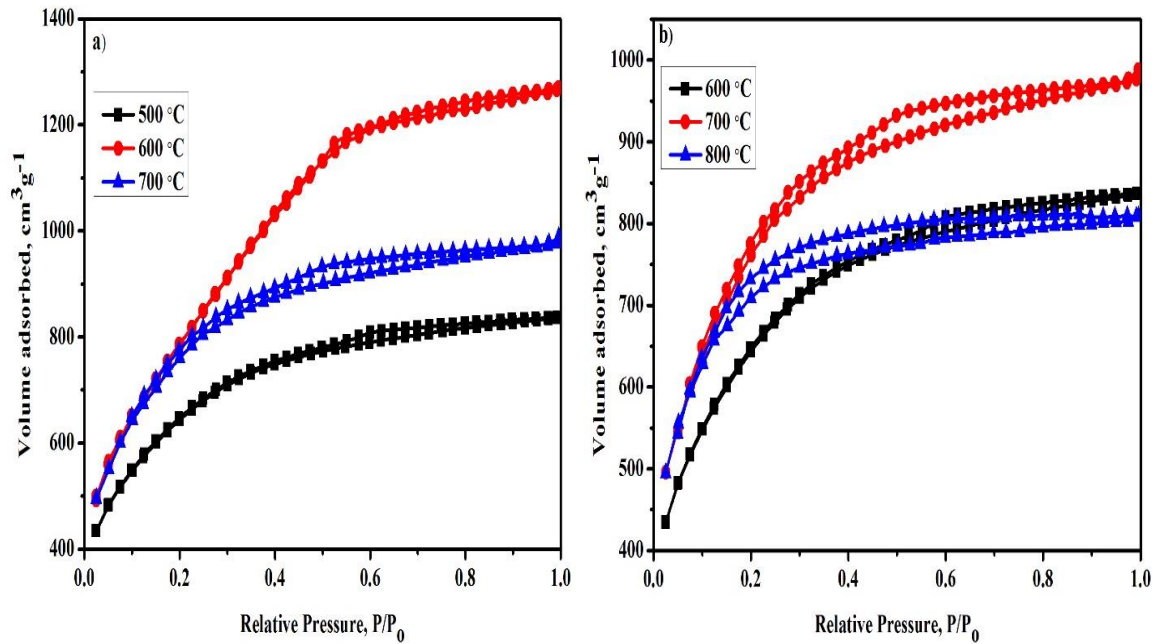 a)
500 °C
600 °C
700 °C
1400
1200
1000
800
600
400
0.0 0.2 0.4 0.6 0.8 1.0
Volume adsorbed, cm³g⁻¹
Relative Pressure, P/P₀
b)
600 °C
700 °C
800 °C
1000
900
800
700
600
500
400
0.0 0.2 0.4 0.6 0.8 1.0
Volume adsorbed, cm³g⁻¹
Relative Pressure, P/P₀